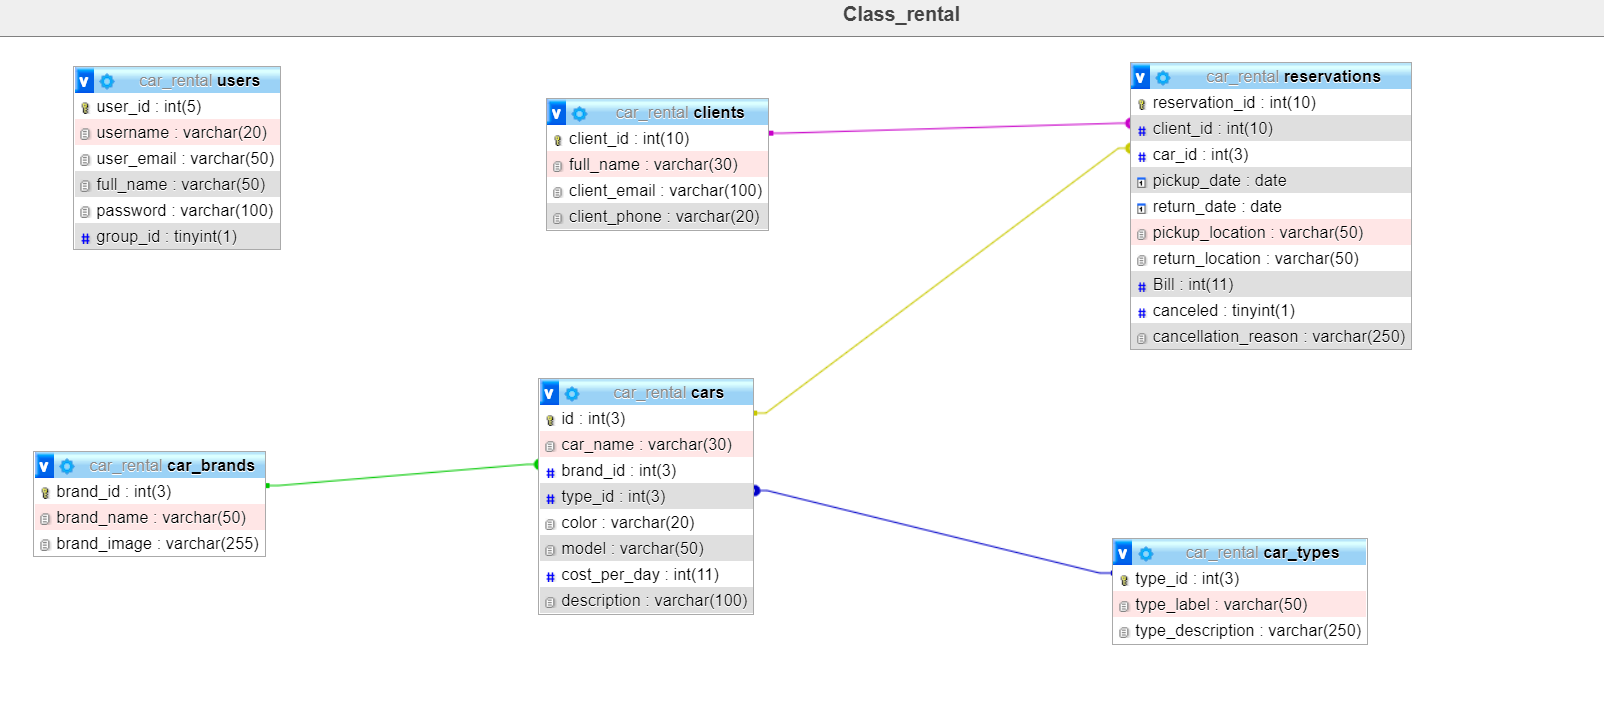 Class_rental
v car_rental users
user_id : int(5)
username : varchar(20)
user_email : varchar(50)
full_name : varchar(50)
password : varchar(100)
# group_id : tinyint(1)
v car_rental clients
client_id : int(10)
full_name : varchar(30)
client_email : varchar(100)
client_phone : varchar(20)
v car_rental reservations
reservation_id : int(10)
# client_id : int(10)
# car_id : int(3)
pickup_date : date
return_date : date
pickup_location : varchar(50)
return_location : varchar(50)
# Bill : int(11)
# canceled : tinyint(1)
cancellation_reason : varchar(250)
v car_rental cars
id : int(3)
car_name : varchar(30)
# brand_id : int(3)
# type_id : int(3)
color : varchar(20)
model : varchar(50)
# cost_per_day : int(11)
description : varchar(100)
v car_rental car_brands
brand_id : int(3)
brand_name : varchar(50)
brand_image : varchar(255)
v car_rental car_types
type_id : int(3)
type_label : varchar(50)
type_description : varchar(250)